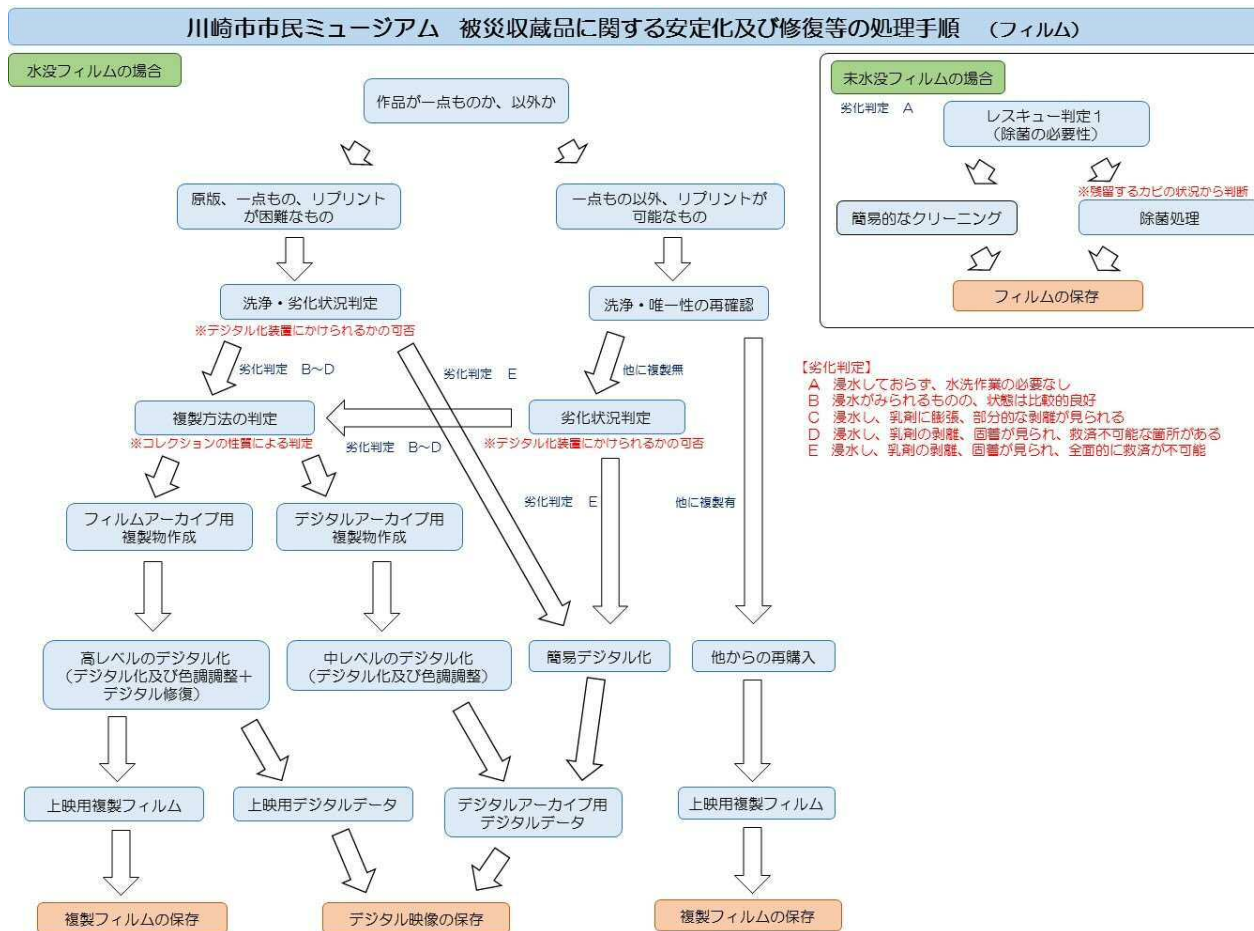 川崎市市民ミュージアム 被災収蔵品に関する安定化及び修復等の処理手順 （フィルム）
水没フィルムの場合
作品が一点ものか、以外か
原版、一点もの、リプリント
が困難なもの
一点もの以外、リプリントが
可能なもの
洗浄・劣化状況判定
※デジタル化装置にかけられるかの可否
洗浄・唯一性の再確認
劣化判定 B～D
劣化判定 E
他に複製無
複製方法の判定
※コレクションの性質による判定
劣化判定 B～D
劣化状況判定
※デジタル化装置にかけられるかの可否
劣化判定 E
他に複製有
フィルムアーカイブ用
複製物作成
デジタルアーカイブ用
複製物作成
高レベルのデジタル化
（デジタル化及び色調調整＋
デジタル修復）
中レベルのデジタル化
（デジタル化及び色調調整）
簡易デジタル化
他からの再購入
上映用複製フィルム
上映用デジタルデータ
デジタルアーカイブ用
デジタルデータ
上映用複製フィルム
複製フィルムの保存
デジタル映像の保存
複製フィルムの保存
未水没フィルムの場合
劣化判定 A
レスキュー判定１
（除菌の必要性）
※残留するカビの状況から判断
簡易的なクリーニング
除菌処理
フィルムの保存
【劣化判定】
A 浸水しておらず、水洗作業の必要なし
B 浸水がみられるものの、状態は比較的良好
C 浸水し、乳剤に膨張、部分的な剥離が見られる
D 浸水し、乳剤の剥離、固着が見られ、救済不可能な箇所がある
E 浸水し、乳剤の剥離、固着が見られ、全面的に救済が不可能